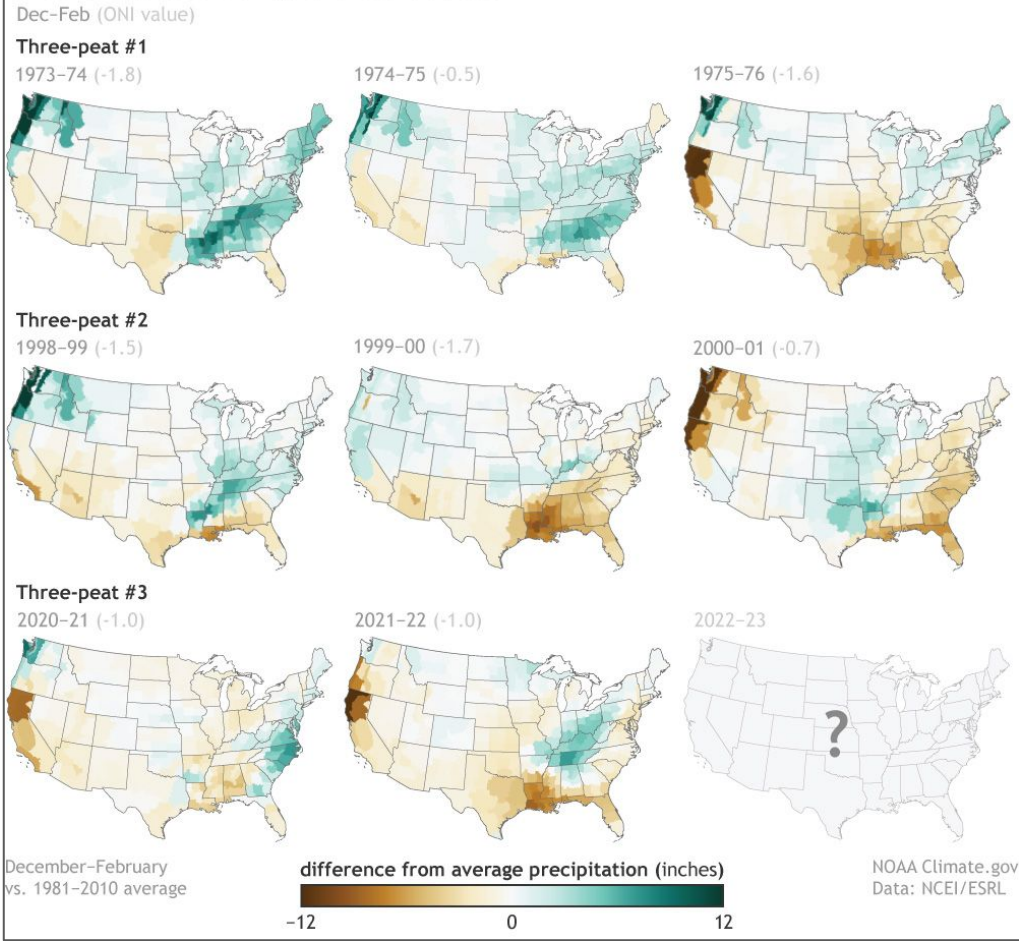 Dec–Feb (ONI value)
Three-peat #1
1973–74 (-1.8)
1974–75 (-0.5)
1975–76 (-1.6)
Three-peat #2
1998–99 (-1.5)
1999–00 (-1.7)
2000–01 (-0.7)
Three-peat #3
2020–21 (-1.0)
2021–22 (-1.0)
2022–23
?
December–February
vs. 1981–2010 average
difference from average precipitation (inches)
−12
0
12
NOAA Climate.gov
Data: NCEI/ESRL